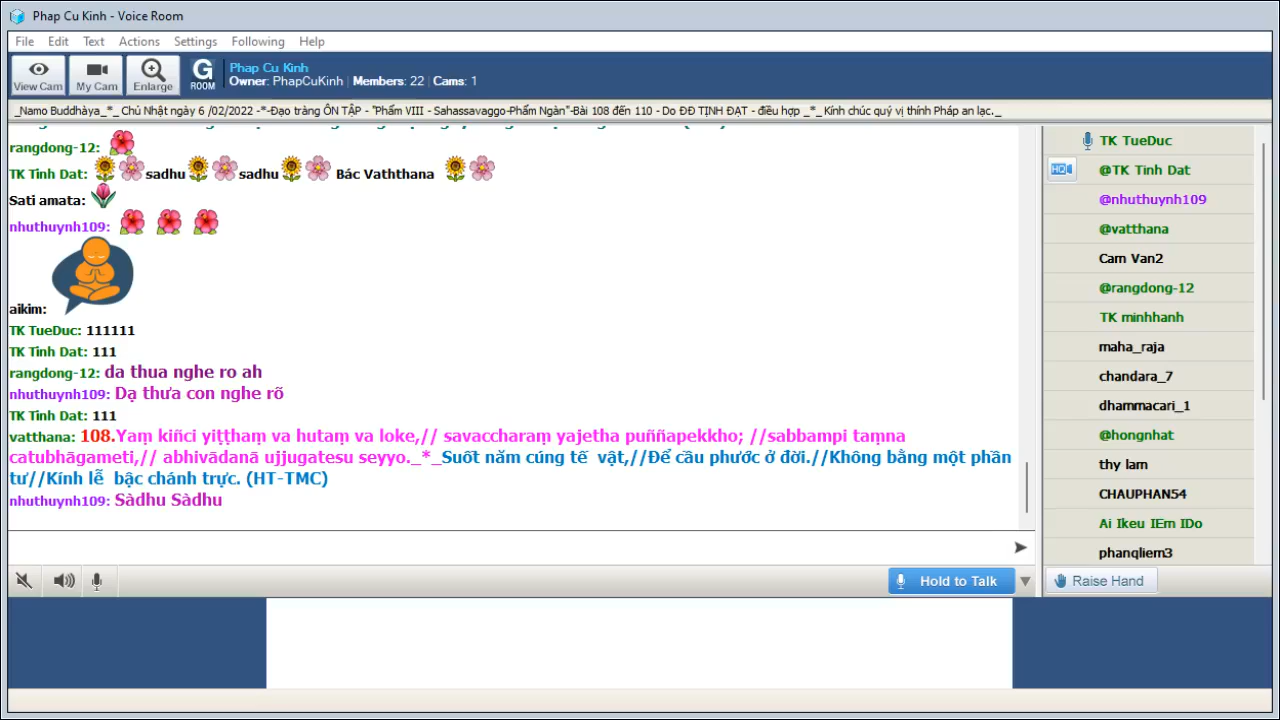 Phap Cu Kinh - Voice Room
File Edit Text Actions Settings Following Help
View Cam My Cam Enlarge G ROOM Phap Cu Kinh
Owner: PhapCuKinh Members: 22 Cams: 1
_Namo Buddhàya_*_ Chủ Nhật ngày 6 /02/2022 -*-Đạo tràng ÔN TẬP - "Phẩm VIII - Sahassavaggo-Phẩm Ngàn"-Bài 108 đến 110 - Do ĐĐ TỊNH ĐẠT - điều hợp _*_ Kính chúc quý vị thính Pháp an lạc._
rangdong-12:
TK Tinh Dat: sadhu sadhu Bác Vaththana
Sati amata:
nhuthuynh109:
aikim:
TK TueDuc: 111111
TK Tinh Dat: 111
rangdong-12: da thua nghe ro ah
nhuthuynh109: Dạ thưa con nghe rõ
TK Tinh Dat: 111
vatthana: 108.Yaṃ kiñci yiṭṭhaṃ va hutaṃ va loke,// savaccharaṃ yajetha puññapekkho; //sabbampi taṃna
catubhāgameti,// abhivādanā ujjugatesu seyyo._*_Suốt năm cúng tế vật,//Để cầu phước ở đời.//Không bằng một phần
tư//Kính lễ bậc chánh trực. (HT-TMC)
nhuthuynh109: Sàdhu Sàdhu
TK TueDuc
HQ @TK Tinh Dat
@nhuthuynh109
@vatthana
Cam Van2
@rangdong-12
TK minhhanh
maha_raja
chandara_7
dhammacari_1
@hongnhat
thy lam
CHAUPHAN54
Ai Ikeu IEm IDo
phanqliem3
Hold to Talk Raise Hand